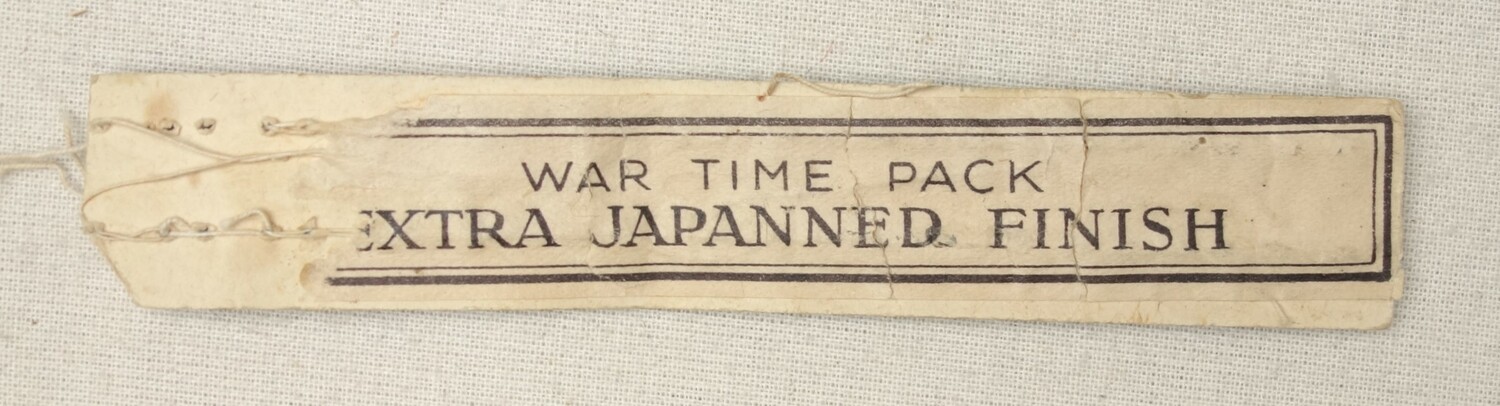 WAR TIME PACK
EXTRA JAPANNED FINISH